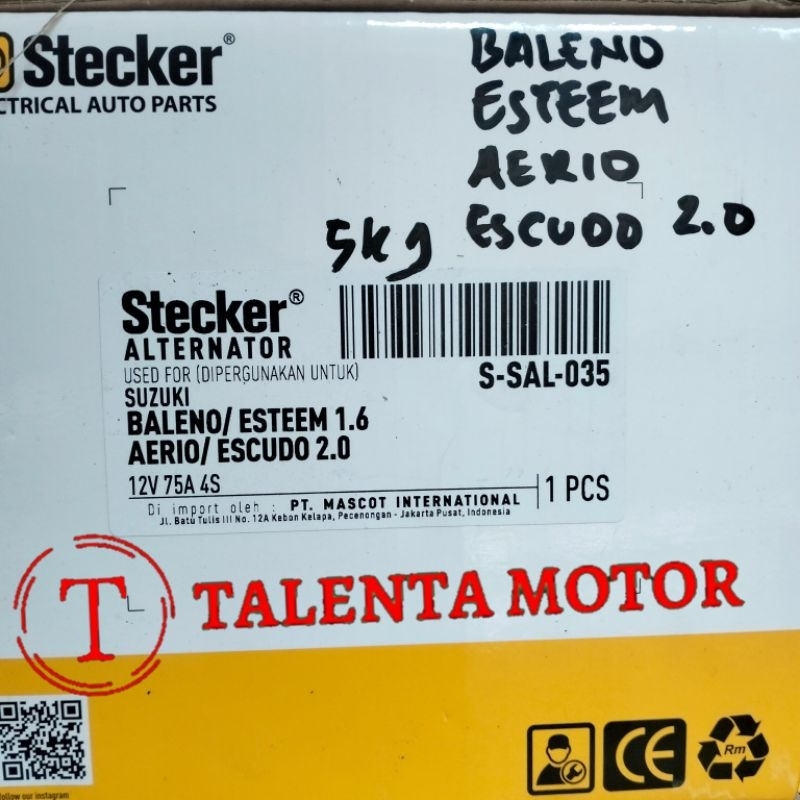 Stecker®
CTRICAL AUTO PARTS
BALENO
ESTEEM
AERIO
ESCUDO 2.0
5kg
Stecker®
ALTERNATOR
USED FOR (DIPERGUNAKAN UNTUK)
SUZUKI
BALENO/ ESTEEM 1.6
AERIO/ ESCUDO 2.0
12V 75A 4S
S-SAL-035
1 PCS
Di import oleh : PT. MASCOT INTERNATIONAL
Jl. Batu Tulis III No. 12A Kebon Kelapa, Pecenongan - Jakarta Pusat, Indonesia
T TALENTA MOTOR
follow our instagram
CE
Rm